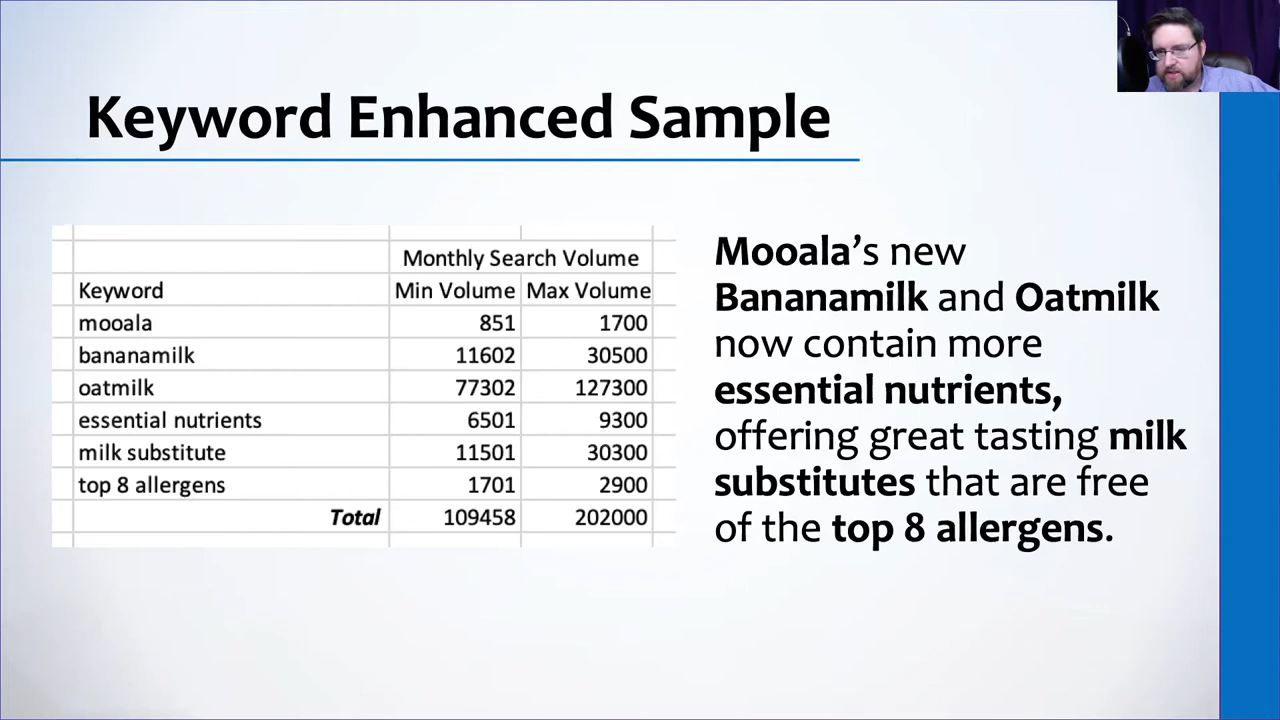 Keyword Enhanced Sample
Monthly Search Volume
Keyword Min Volume Max Volume
mooala 851 1700
bananamilk 11602 30500
oatmilk 77302 127300
essential nutrients 6501 9300
milk substitute 11501 30300
top 8 allergens 1701 2900
Total 109458 202000
Mooala’s new
Bananamilk and Oatmilk
now contain more
essential nutrients,
offering great tasting milk
substitutes that are free
of the top 8 allergens.